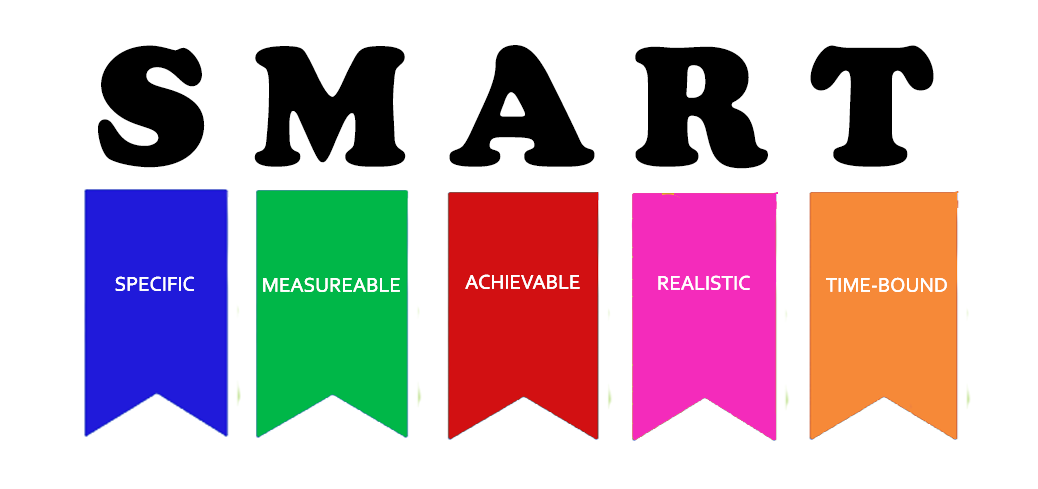 SMART
SPECIFIC
MEASUREABLE
ACHIEVABLE
REALISTIC
TIME-BOUND